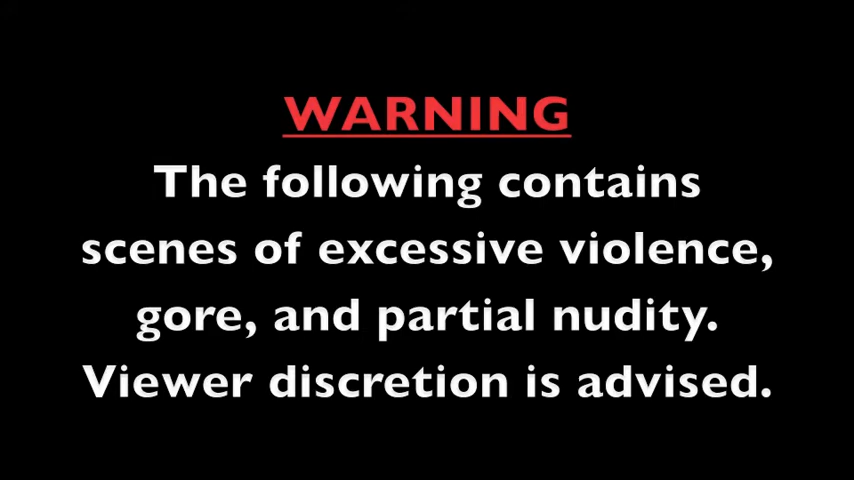 WARNING
The following contains
scenes of excessive violence,
gore, and partial nudity.
Viewer discretion is advised.